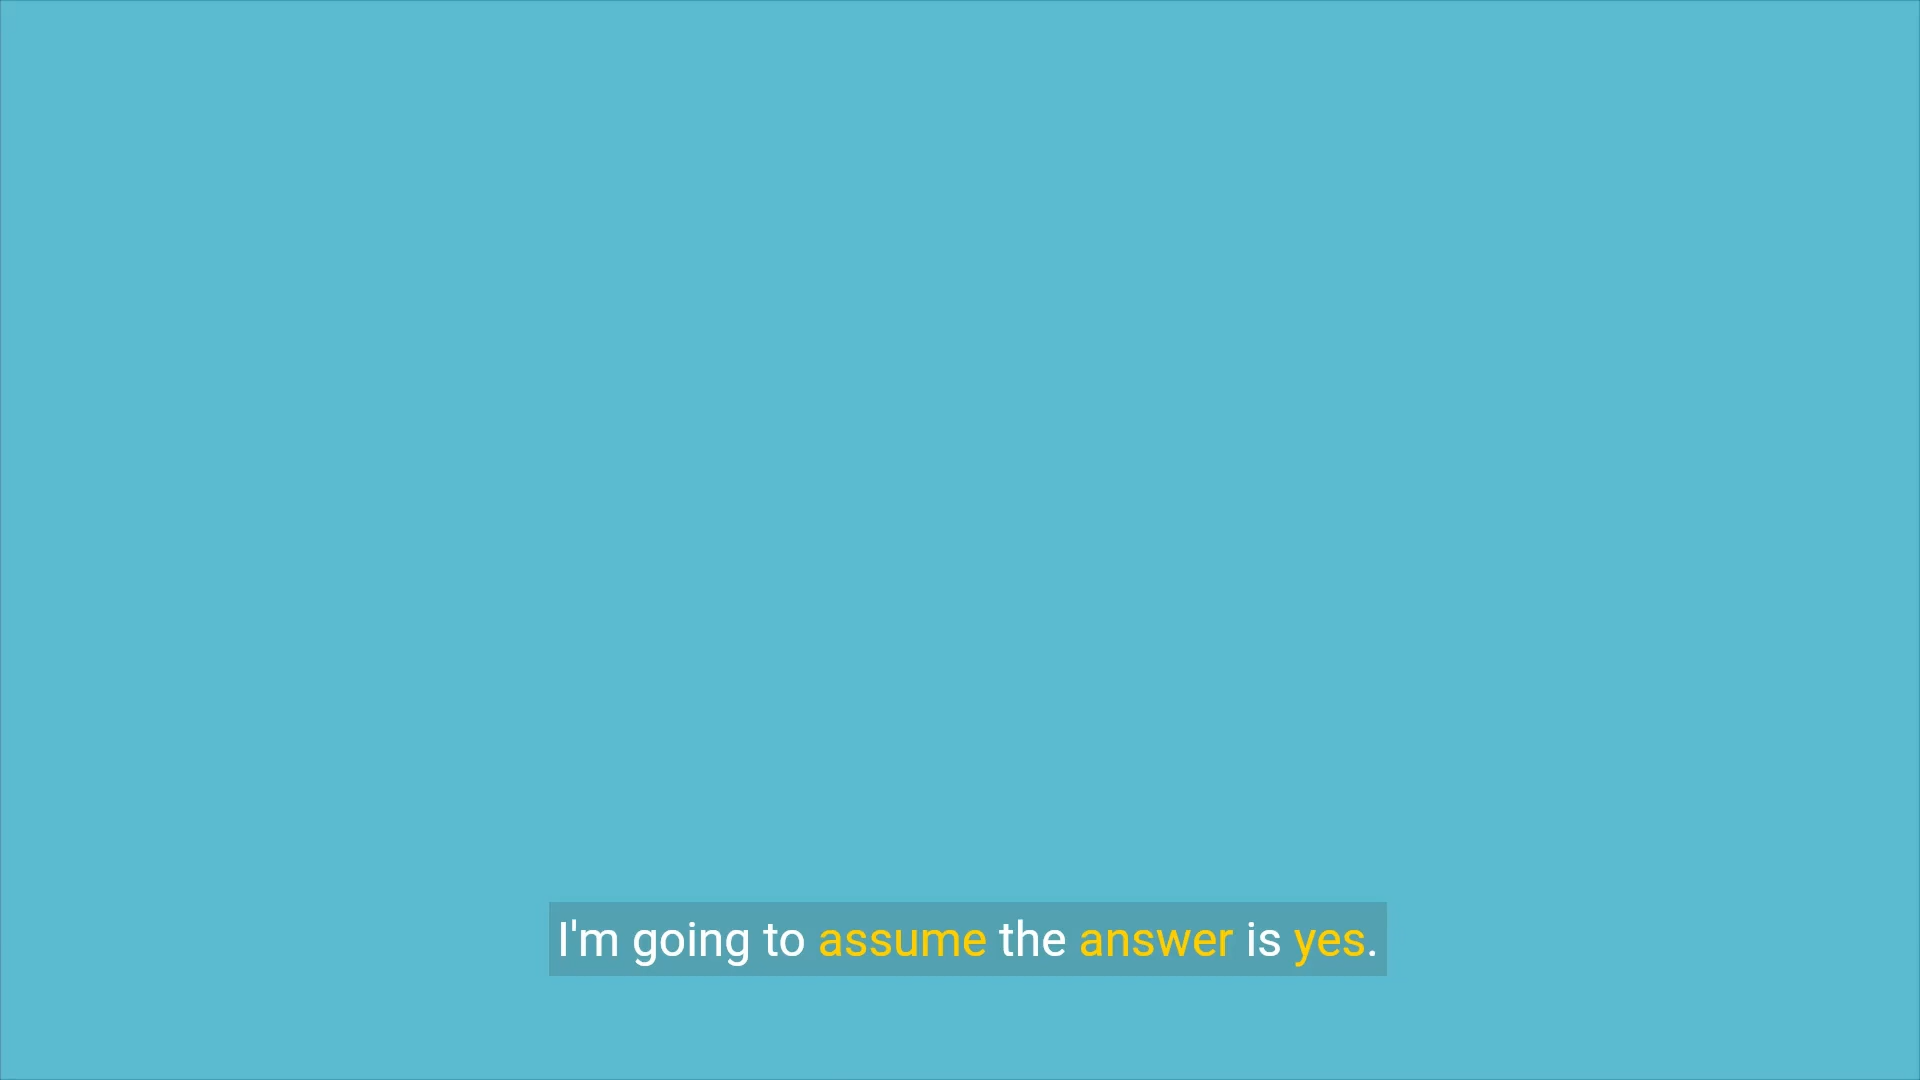 I'm going to assume the answer is yes.